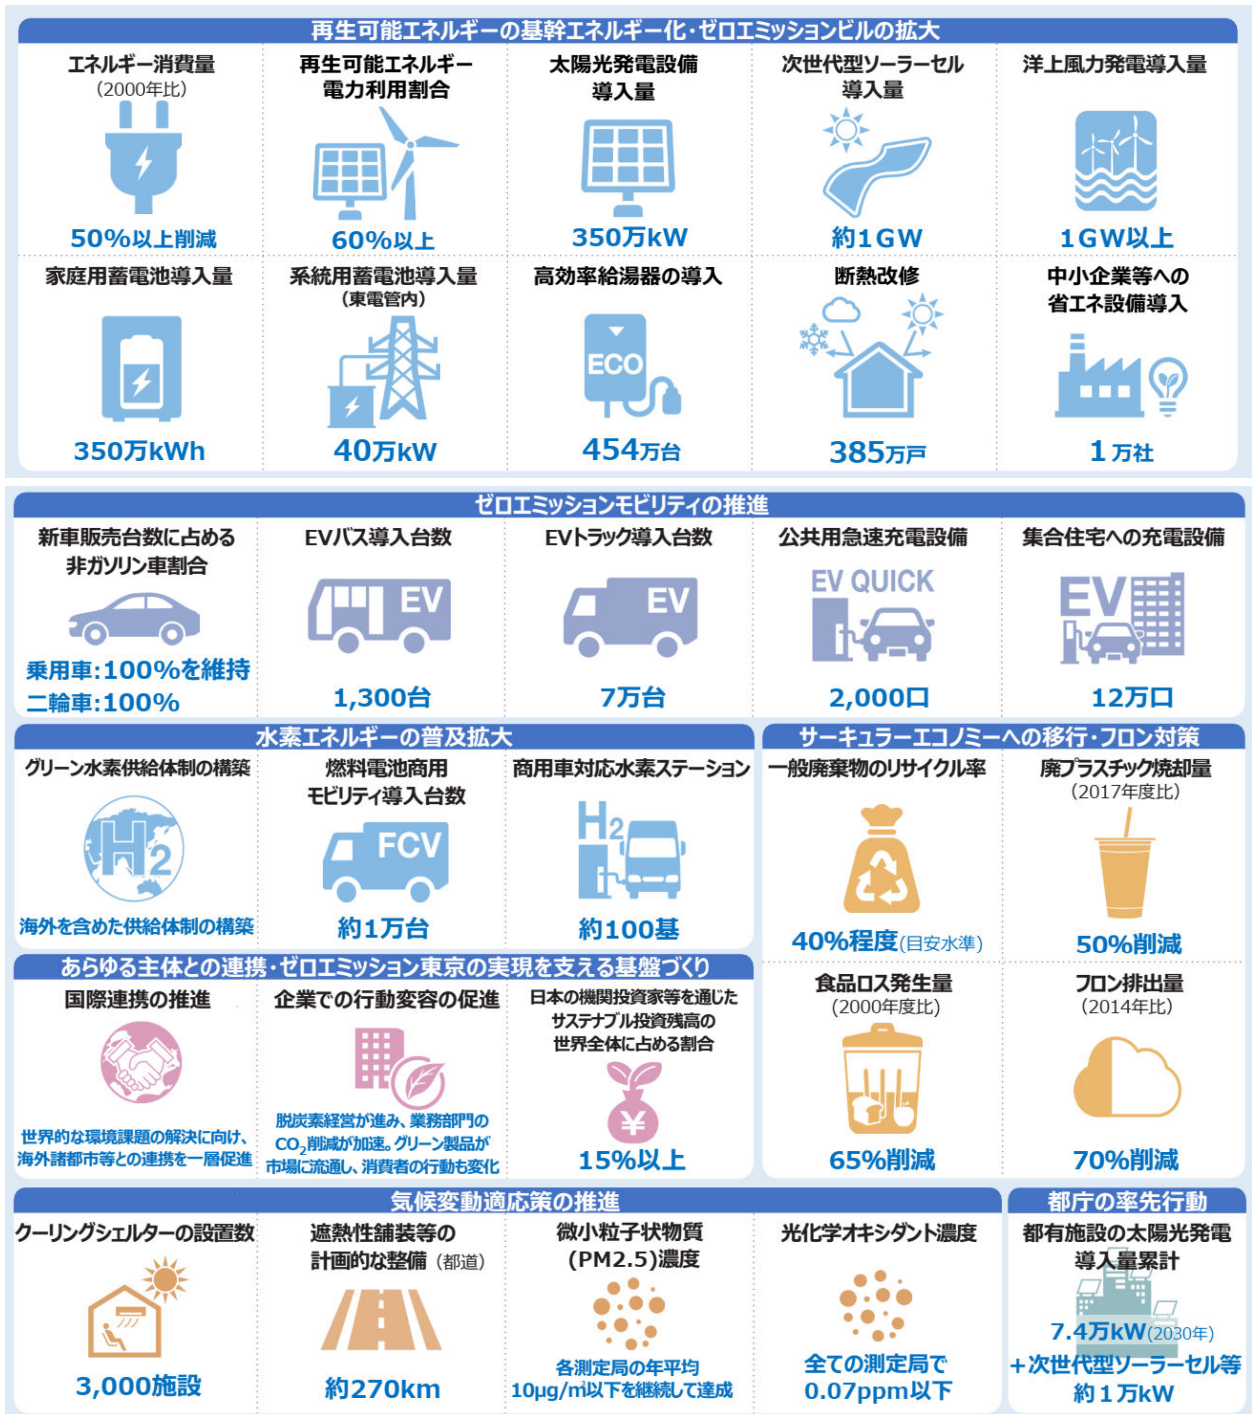 再生可能エネルギーの基幹エネルギー化・ゼロエミッションビルの拡大
エネルギー消費量
(2000年比)
50%以上削減
再生可能エネルギー
電力利用割合
60%以上
太陽光発電設備
導入量
350万kW
次世代型ソーラーセル
導入量
約1GW
洋上風力発電導入量
1GW以上
家庭用蓄電池導入量
350万kWh
系統用蓄電池導入量
(東電管内)
40万kW
高効率給湯器の導入
ECO
454万台
断熱改修
385万戸
中小企業等への
省エネ設備導入
1万社
ゼロエミッションモビリティの推進
新車販売台数に占める
非ガソリン車割合
乗用車:100%を維持
二輪車:100%
EVバス導入台数
EV
1,300台
EVトラック導入台数
EV
7万台
公共用急速充電設備
EV QUICK
2,000口
集合住宅への充電設備
EV
12万口
水素エネルギーの普及拡大
グリーン水素供給体制の構築
H2
海外を含めた供給体制の構築
燃料電池商用
モビリティ導入台数
FCV
約1万台
商用車対応水素ステーション
H2
約100基
サーキュラーエコノミーへの移行・フロン対策
一般廃棄物のリサイクル率
40%程度(目安水準)
廃プラスチック焼却量
(2017年度比)
50%削減
食品ロス発生量
(2000年度比)
65%削減
フロン排出量
(2014年比)
70%削減
あらゆる主体との連携・ゼロエミッション東京の実現を支える基盤づくり
国際連携の推進
世界的な環境課題の解決に向け、
海外諸都市等との連携を一層促進
企業での行動変容の促進
脱炭素経営が進み、業務部門の
CO2削減が加速。グリーン製品が
市場に流通し、消費者の行動も変化
日本の機関投資家等を通じた
サステナブル投資残高の
世界全体に占める割合
¥
15%以上
気候変動適応策の推進
クーリングシェルターの設置数
3,000施設
遮熱性舗装等の
計画的な整備(都道)
約270km
微小粒子状物質
(PM2.5)濃度
各測定局の年平均
10μg/㎥以下を継続して達成
光化学オキシダント濃度
全ての測定局で
0.07ppm以下
都庁の率先行動
都有施設の太陽光発電
導入量累計
7.4万kW(2030年)
+次世代型ソーラーセル等
約1万kW